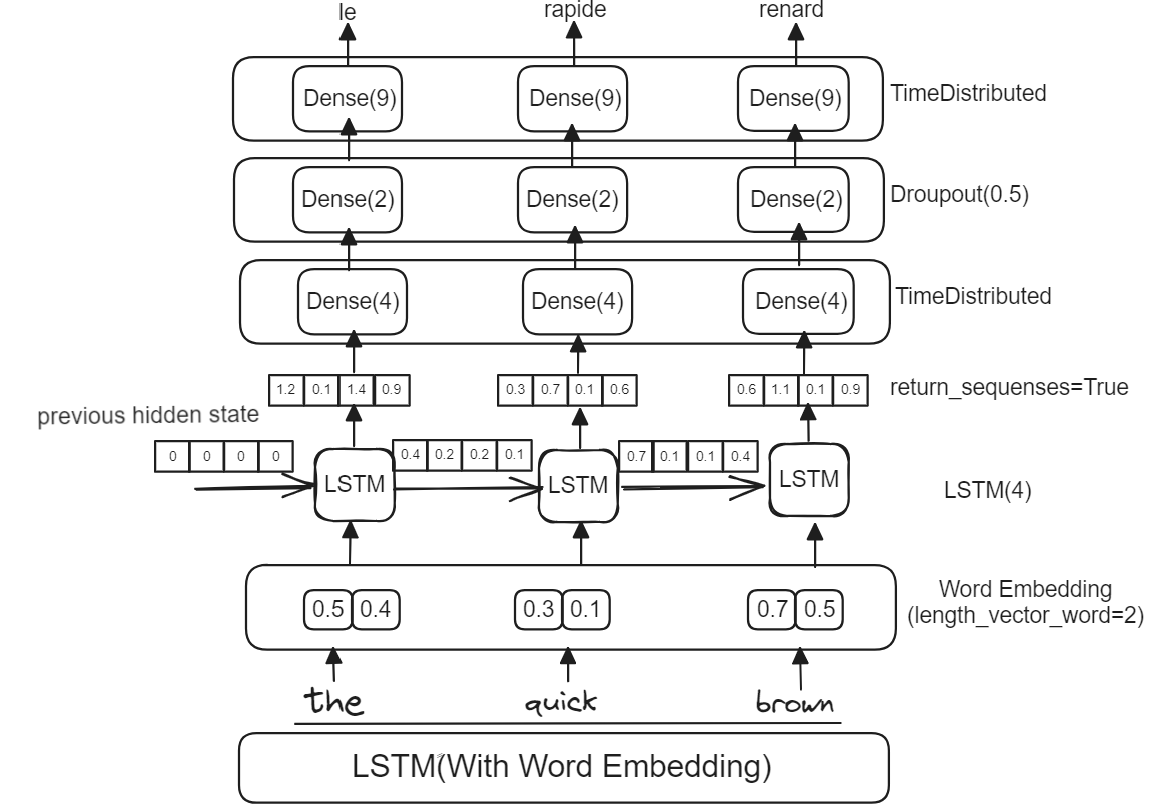 le rapide renard
Dense(9) Dense(9) Dense(9) TimeDistributed
Dense(2) Dense(2) Dense(2) Droupout(0.5)
Dense(4) Dense(4) Dense(4) TimeDistributed
1.2 0.1 1.4 0.9 0.3 0.7 0.1 0.6 0.6 1.1 0.1 0.9 return_sequenses=True
previous hidden state
0 0 0 0 0.4 0.2 0.2 0.1 0.7 0.1 0.1 0.4
LSTM LSTM LSTM LSTM(4)
0.5 0.4 0.3 0.1 0.7 0.5 Word Embedding
(length_vector_word=2)
the quick brown
LSTM(With Word Embedding)